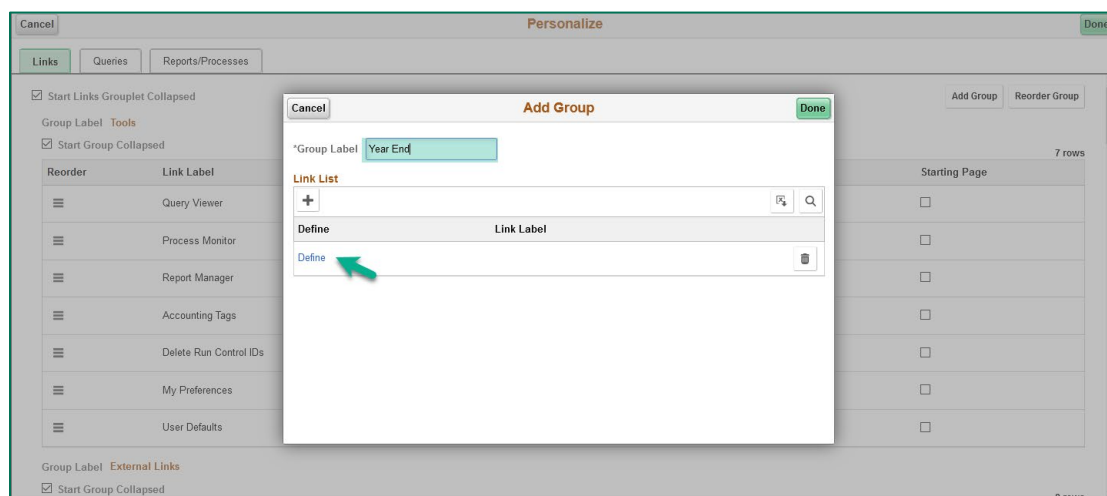 Cancel
Personalize
Done
Links
Queries
Reports/Processes
Start Links Grouplet Collapsed
Add Group
Reorder Group
Group Label Tools
Start Group Collapsed
7 rows
Reorder
Link Label
Starting Page
Query Viewer
Process Monitor
Report Manager
Accounting Tags
Delete Run Control IDs
My Preferences
User Defaults
Group Label External Links
Start Group Collapsed
Cancel
Add Group
Done
*Group Label Year End
Link List
Define
Link Label
Define